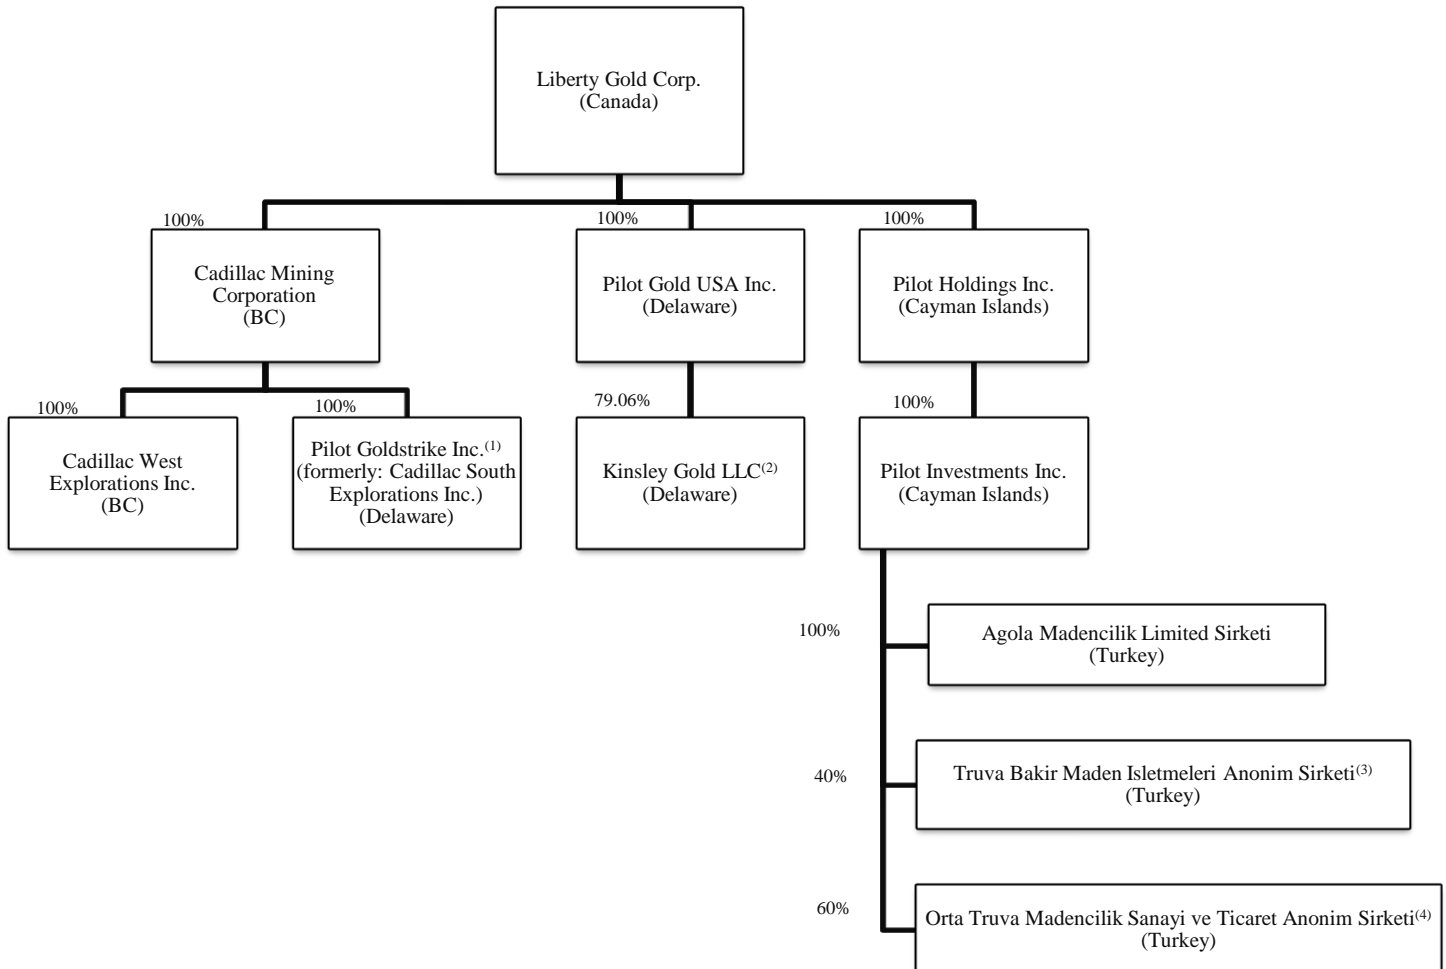 Liberty Gold Corp.
(Canada)
100%
100%
100%
Cadillac Mining
Corporation
(BC)
Pilot Gold USA Inc.
(Delaware)
Pilot Holdings Inc.
(Cayman Islands)
100%
100%
79.06%
100%
Cadillac West
Explorations Inc.
(BC)
Pilot Goldstrike Inc.(1)
(formerly: Cadillac South
Explorations Inc.)
(Delaware)
Kinsley Gold LLC(2)
(Delaware)
Pilot Investments Inc.
(Cayman Islands)
100%
Agola Madencilik Limited Sirketi
(Turkey)
40%
Truva Bakir Maden Isletmeleri Anonim Sirketi(3)
(Turkey)
60%
Orta Truva Madencilik Sanayi ve Ticaret Anonim Sirketi(4)
(Turkey)